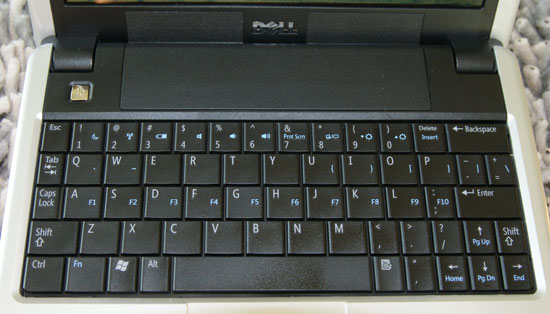 DELL
Esc ! 1 @ 2 # 3 $ 4 % 5 ^ 6 & Prnt Scrn 7 * 8 ( 9 ) 0 Delete Insert ← Backspace
Tab Q W E R T Y U I O P - _ + =
Caps Lock A F1 S F2 D F3 F F4 G F5 H F6 J F7 K F8 L F9 : ; F10 ↵ Enter
Shift ⇧ Z X C V B N M < , > . ? / ↑ Pg Up Shift ⇧
Ctrl Fn Alt ← Home ↓ Pg Dn → End